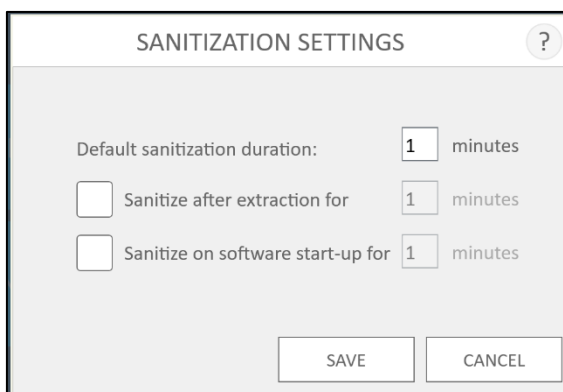 SANITIZATION SETTINGS ?
Default sanitization duration: 1 minutes
Sanitize after extraction for 1 minutes
Sanitize on software start-up for 1 minutes
SAVE CANCEL